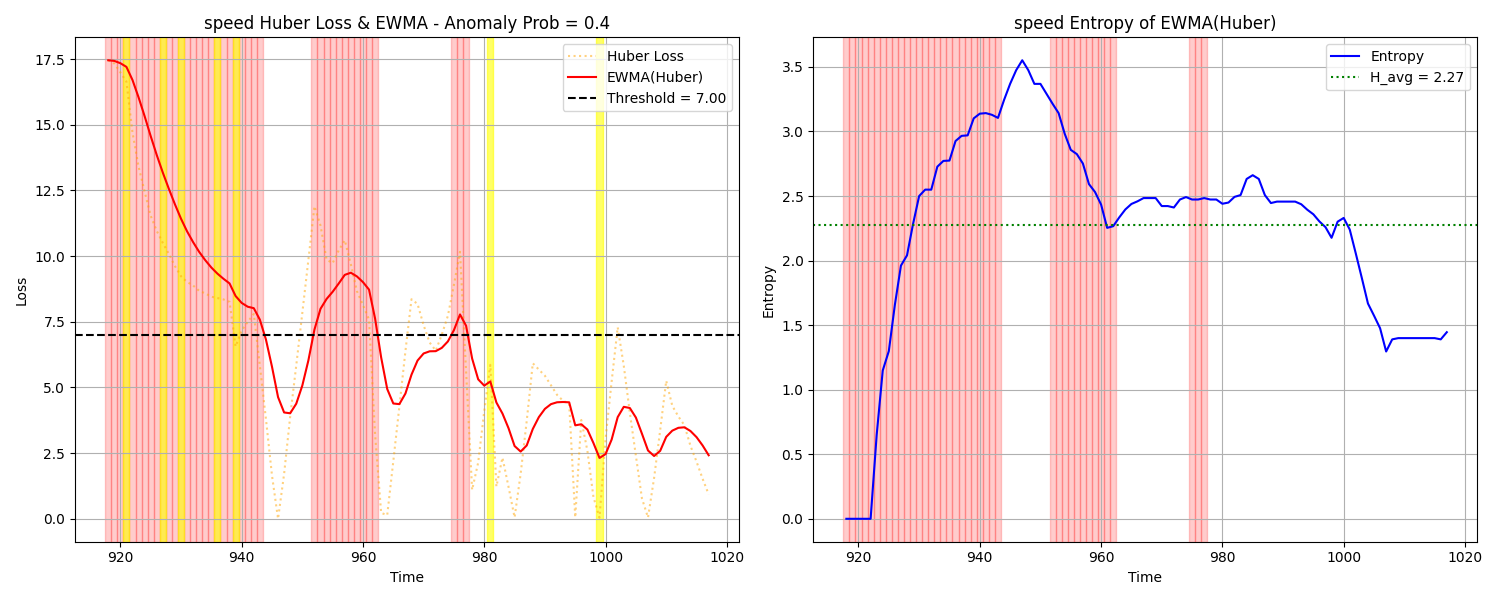 speed Huber Loss & EWMA - Anomaly Prob = 0.4
Huber Loss
EWMA(Huber)
Threshold = 7.00
Loss
17.5
15.0
12.5
10.0
7.5
5.0
2.5
0.0
920 940 960 980 1000 1020
Time
speed Entropy of EWMA(Huber)
Entropy
H_avg = 2.27
Entropy
3.5
3.0
2.5
2.0
1.5
1.0
0.5
0.0
920 940 960 980 1000 1020
Time